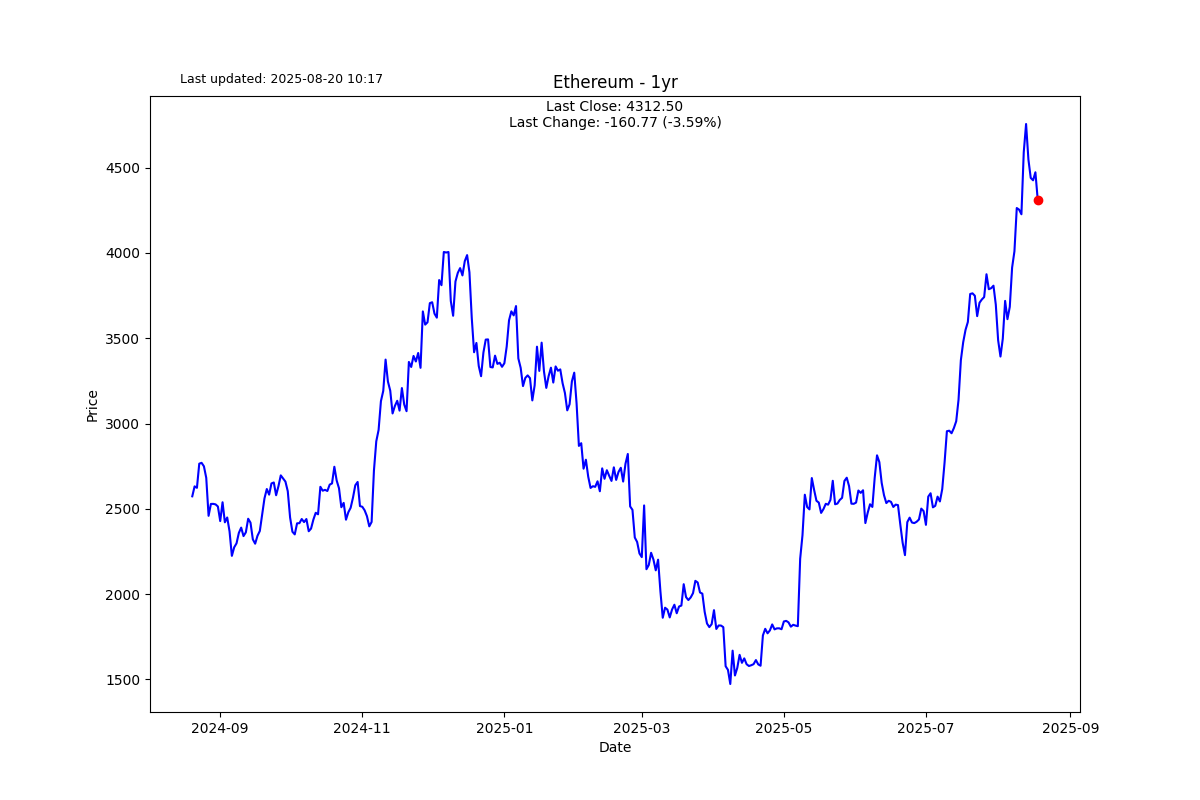 Last updated: 2025-08-20 10:17
Ethereum - 1yr
Last Close: 4312.50
Last Change: -160.77 (-3.59%)
4500
4000
3500
3000
2500
2000
1500
Price
2024-09 2024-11 2025-01 2025-03 2025-05 2025-07 2025-09
Date